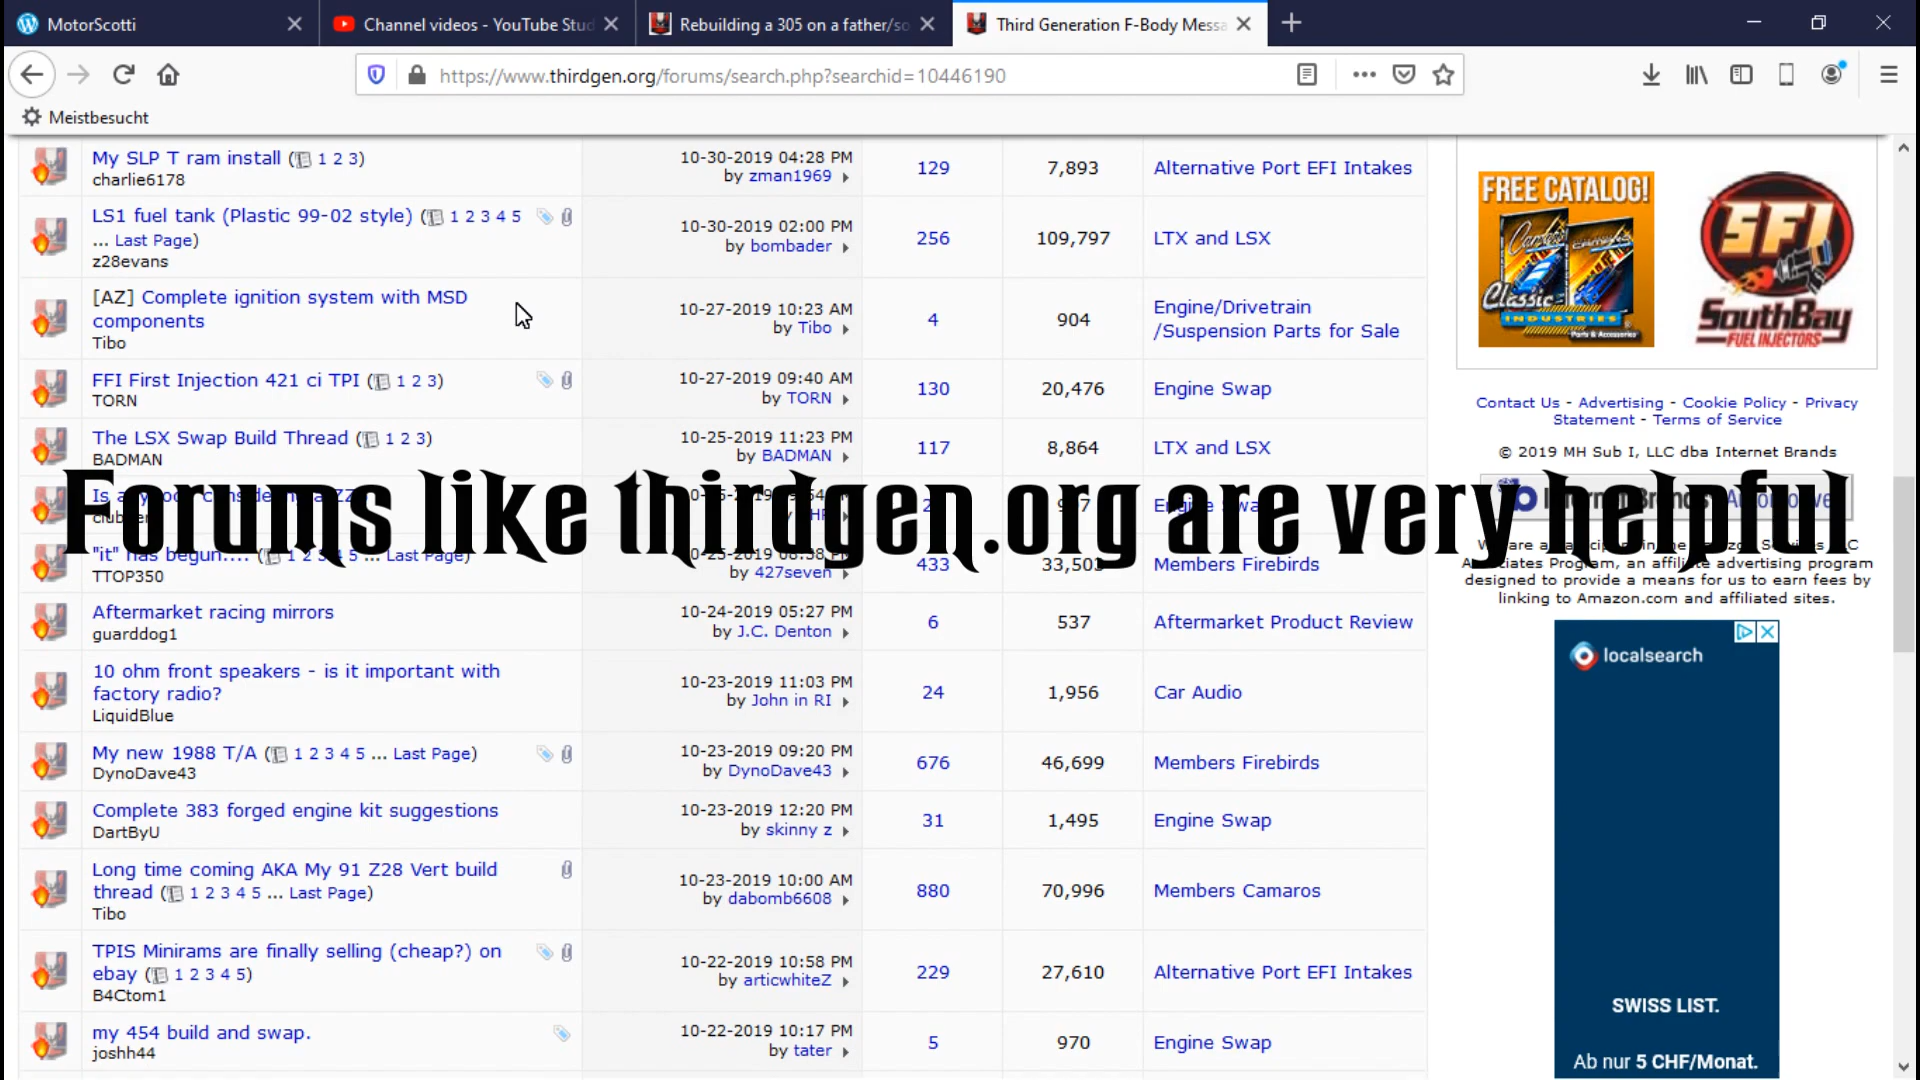 MotorScotti
Channel videos - YouTube Stud
Rebuilding a 305 on a father/so
Third Generation F-Body Messa
https://www.thirdgen.org/forums/search.php?searchid=10446190
Meistbesucht
My SLP T ram install ( 1 2 3)
charlie6178
10-30-2019 04:28 PM
by zman1969
129
7,893
Alternative Port EFI Intakes
LS1 fuel tank (Plastic 99-02 style) ( 1 2 3 4 5
... Last Page)
z28evans
10-30-2019 02:00 PM
by bombader
256
109,797
LTX and LSX
[AZ] Complete ignition system with MSD
components
Tibo
10-27-2019 10:23 AM
by Tibo
4
904
Engine/Drivetrain
/Suspension Parts for Sale
FFI First Injection 421 ci TPI ( 1 2 3)
TORN
10-27-2019 09:40 AM
by TORN
130
20,476
Engine Swap
The LSX Swap Build Thread ( 1 2 3)
BADMAN
10-25-2019 11:23 PM
by BADMAN
117
8,864
LTX and LSX
Forums like thirdgen.org are very helpful
"it" has begun.... ( 1 2 3 4 5 ... Last Page)
TTOP350
by 427seven
433
Members Firebirds
Aftermarket racing mirrors
guarddog1
10-24-2019 05:27 PM
by J.C. Denton
6
537
Aftermarket Product Review
10 ohm front speakers - is it important with
factory radio?
LiquidBlue
10-23-2019 11:03 PM
by John in RI
24
1,956
Car Audio
My new 1988 T/A ( 1 2 3 4 5 ... Last Page)
DynoDave43
10-23-2019 09:20 PM
by DynoDave43
676
46,699
Members Firebirds
Complete 383 forged engine kit suggestions
DartByU
10-23-2019 12:20 PM
by skinny z
31
1,495
Engine Swap
Long time coming AKA My 91 Z28 Vert build
thread ( 1 2 3 4 5 ... Last Page)
Tibo
10-23-2019 10:00 AM
by dabomb6608
880
70,996
Members Camaros
TPIS Minirams are finally selling (cheap?) on
ebay ( 1 2 3 4 5)
B4Ctom1
10-22-2019 10:58 PM
by articwhiteZ
229
27,610
Alternative Port EFI Intakes
my 454 build and swap.
joshh44
10-22-2019 10:17 PM
by tater
5
970
Engine Swap
FREE CATALOG!
Classic
INDUSTRIES
Parts & Accessories
SFI
SouthBay
FUEL INJECTORS
Contact Us - Advertising - Cookie Policy - Privacy
Statement - Terms of Service
© 2019 MH Sub I, LLC dba Internet Brands
Associates Program, an affiliate advertising program
designed to provide a means for us to earn fees by
linking to Amazon.com and affiliated sites.
localsearch
SWISS LIST.
Ab nur 5 CHF/Monat.